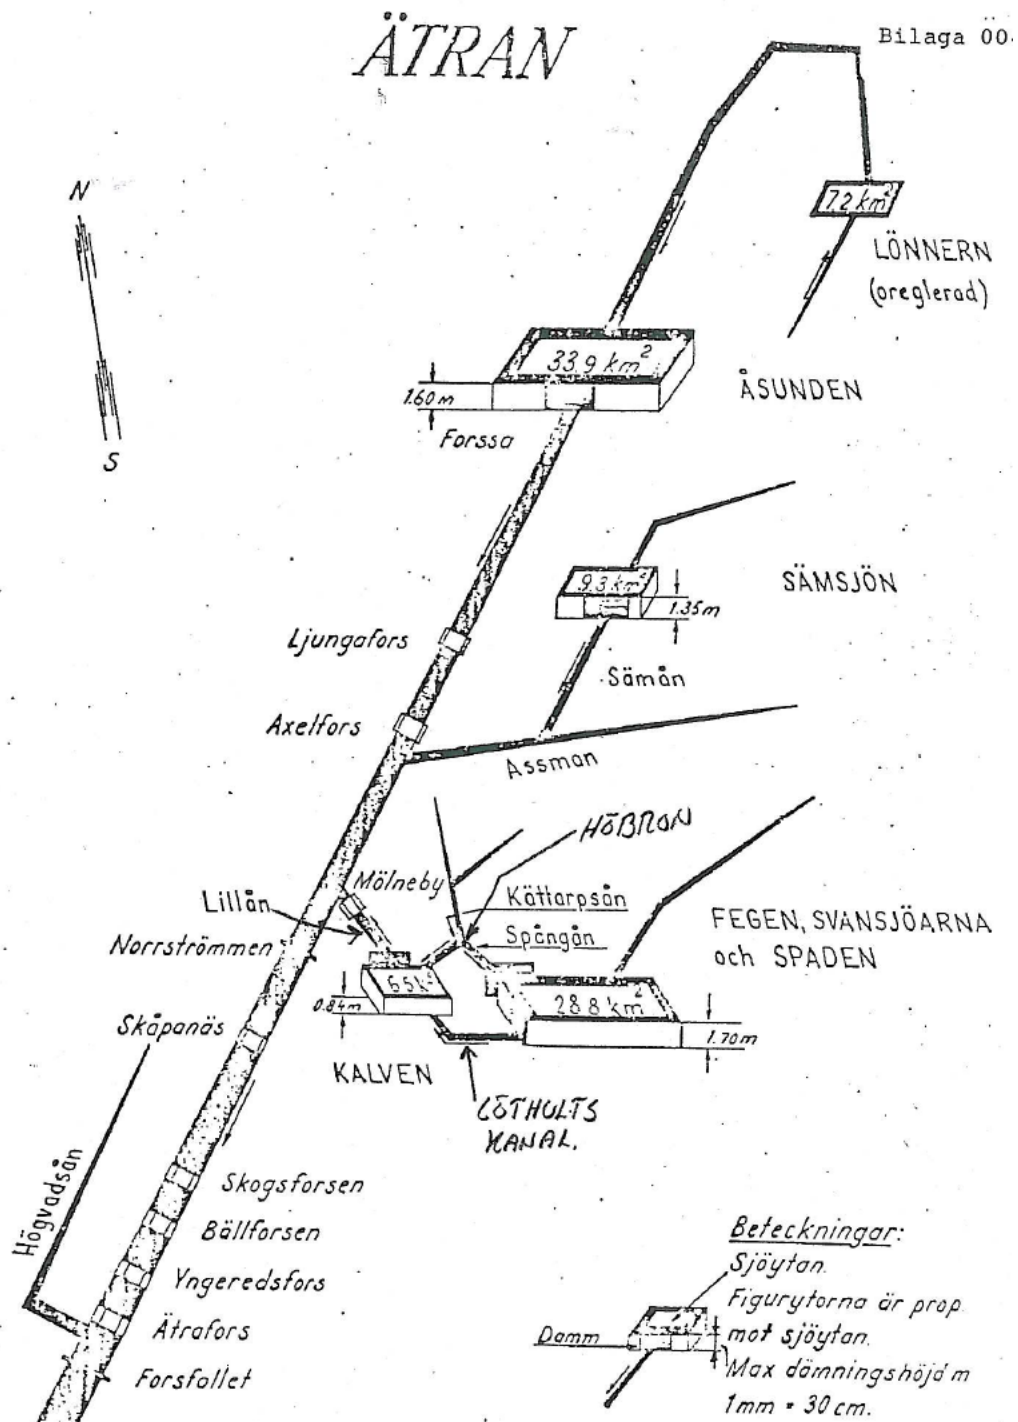 ÄTRAN
Bilaga
N
S
7.2 km²
LÖNNERN
(oreglerad)
33.9 km²
ÅSUNDEN
1.60 m
Forssa
9.3 km²
SÄMSJÖN
1.35 m
Sämån
Ljungafors
Axelfors
Assman
HÖBRON
Mölneby
Lillån
Kättarpsån
Spångån
FEGEN, SVANSJÖARNA
och SPADEN
Norrströmmen
28.8 km²
0.84 m
1.70 m
Skåpanäs
KALVEN
LÖTHULTS
KANAL.
Högvadsån
Skogsforsen
Bällforsen
Yngeredsfors
Ätrafors
Forsfallet
Beteckningar:
Sjöytan.
Figurytorna är prop.
mot sjöytan.
Damm
Max dämningshöjd m
1 mm = 30 cm.